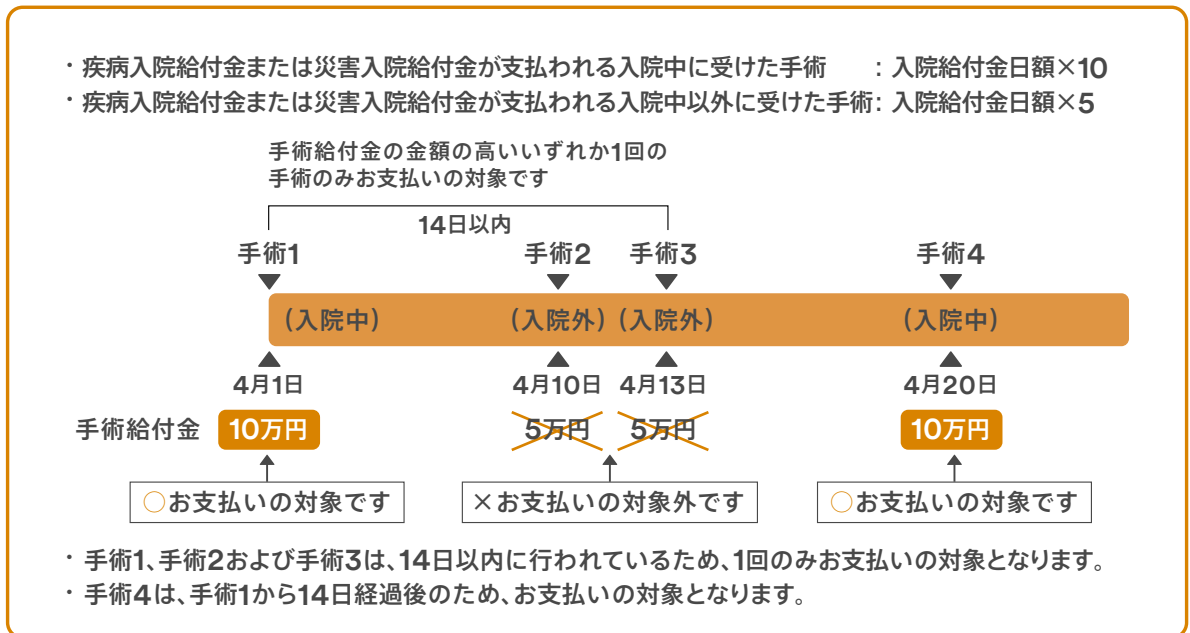 ・疾病入院給付金または災害入院給付金が支払われる入院中に受けた手術　：入院給付金日額×10
・疾病入院給付金または災害入院給付金が支払われる入院中以外に受けた手術：入院給付金日額×5
手術給付金の金額の高いいずれか1回の
手術のみお支払いの対象です
14日以内
手術1 手術2 手術3 手術4
(入院中) (入院外) (入院外) (入院中)
4月1日 4月10日 4月13日 4月20日
手術給付金 10万円 5万円 5万円 10万円
○お支払いの対象です ×お支払いの対象外です ○お支払いの対象です
・手術1、手術2および手術3は、14日以内に行われているため、1回のみお支払いの対象となります。
・手術4は、手術1から14日経過後のため、お支払いの対象となります。